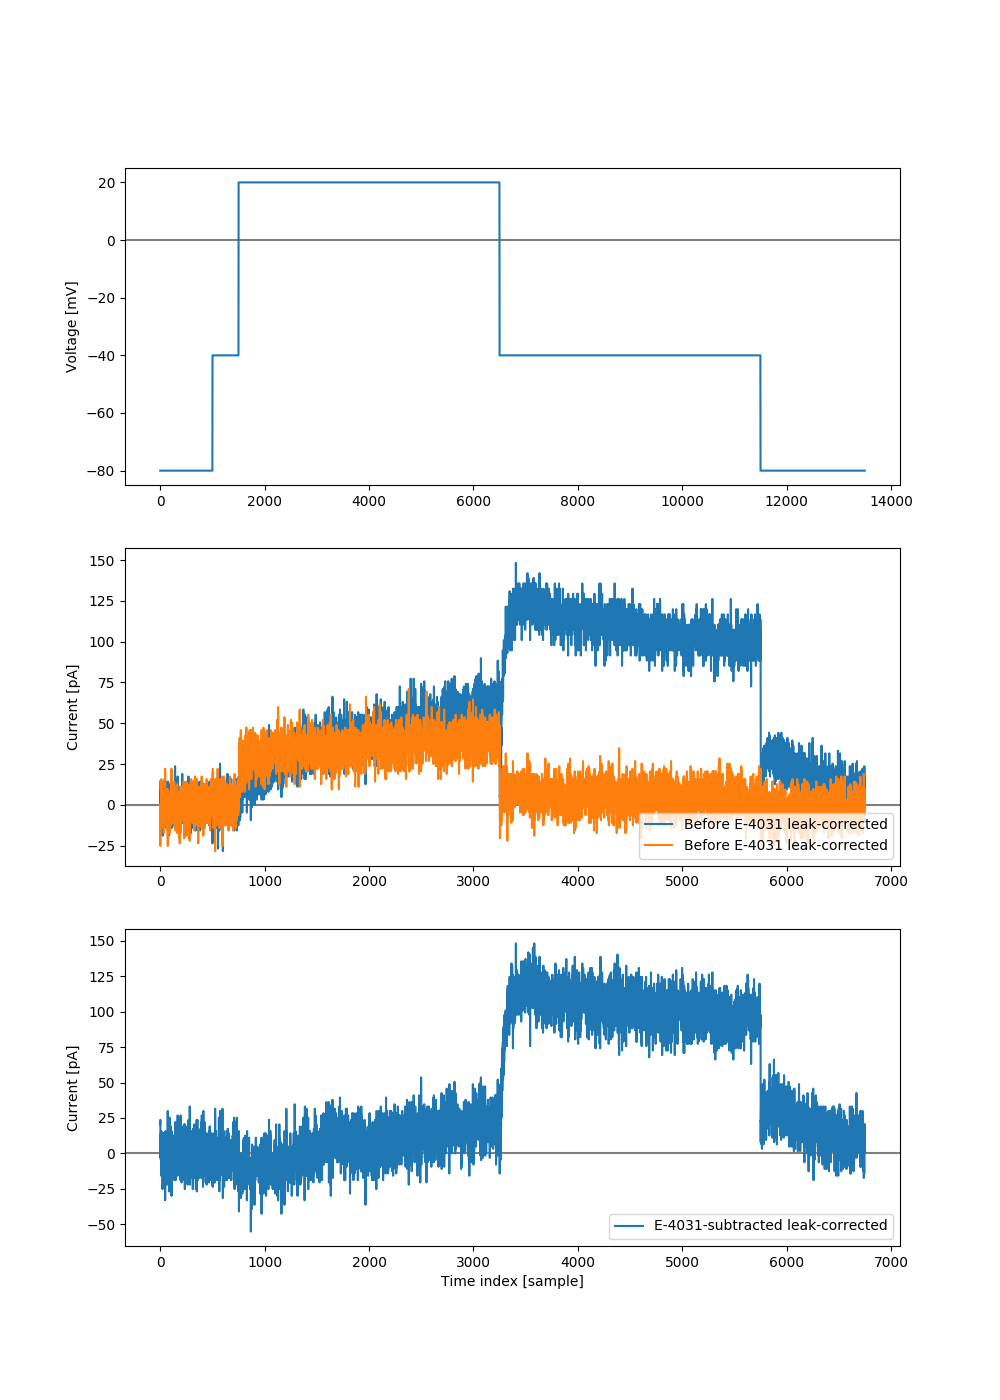 20
0
−20
−40
−60
−80
Voltage [mV]
0 2000 4000 6000 8000 10000 12000 14000
150
125
100
75
50
25
0
−25
Current [pA]
Before E-4031 leak-corrected
Before E-4031 leak-corrected
0 1000 2000 3000 4000 5000 6000 7000
150
125
100
75
50
25
0
−25
−50
Current [pA]
E-4031-subtracted leak-corrected
0 1000 2000 3000 4000 5000 6000 7000
Time index [sample]